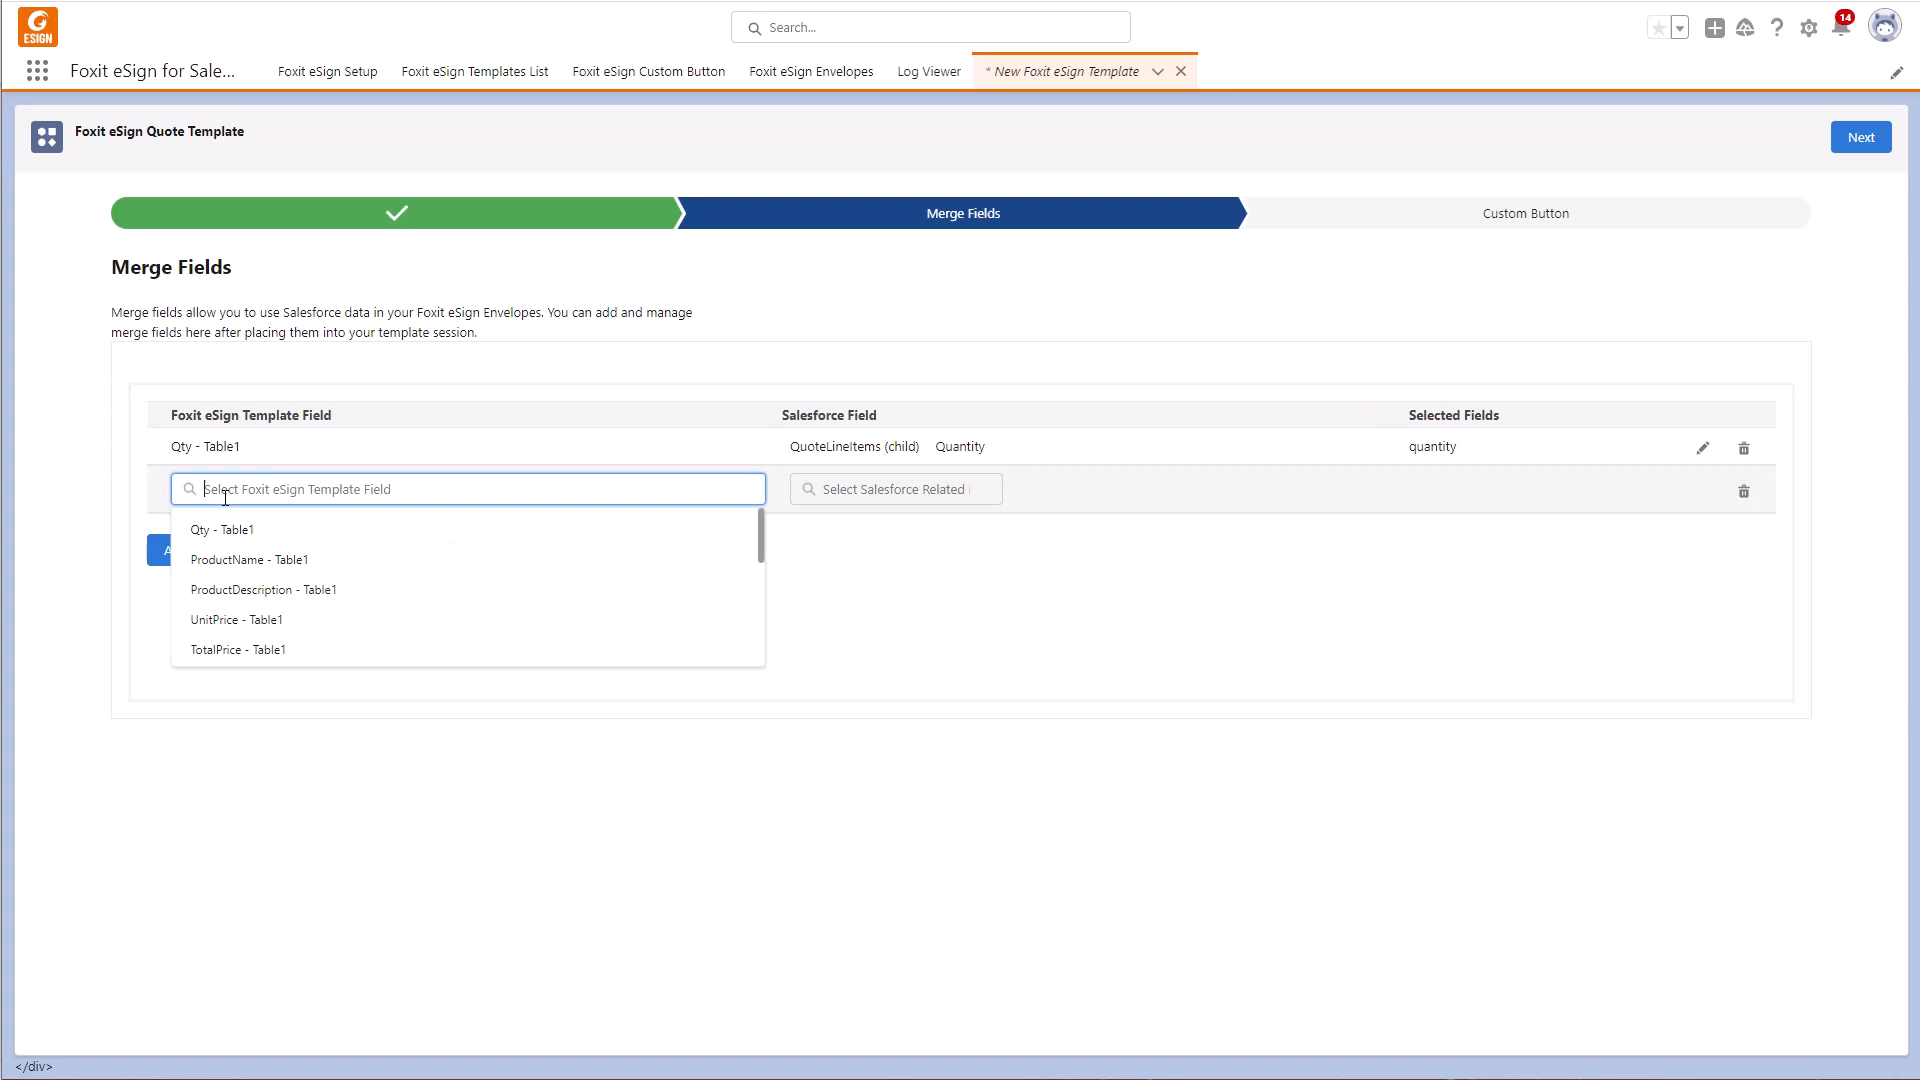 ESIGN
Search...
14
Foxit eSign for Sale...
Foxit eSign Setup
Foxit eSign Templates List
Foxit eSign Custom Button
Foxit eSign Envelopes
Log Viewer
* New Foxit eSign Template
Foxit eSign Quote Template
Next
Merge Fields
Custom Button
Merge Fields
Merge fields allow you to use Salesforce data in your Foxit eSign Envelopes. You can add and manage
merge fields here after placing them into your template session.
Foxit eSign Template Field
Salesforce Field
Selected Fields
Qty - Table1
QuoteLineItems (child)
Quantity
quantity
Select Foxit eSign Template Field
Select Salesforce Related
Qty - Table1
A
ProductName - Table1
ProductDescription - Table1
UnitPrice - Table1
TotalPrice - Table1
</div>